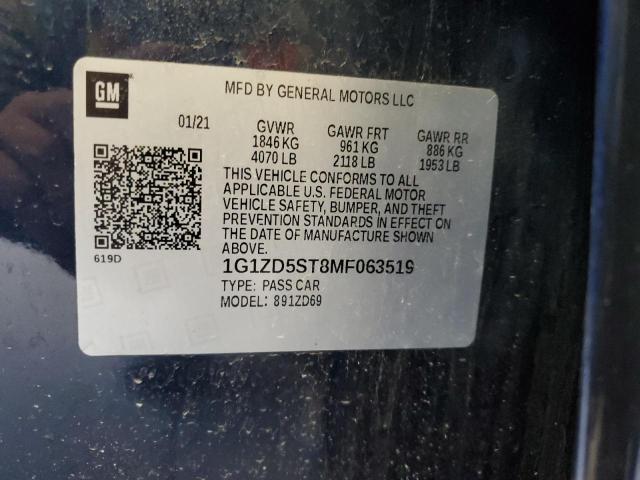 GM
MFD BY GENERAL MOTORS LLC
01/21 GVWR GAWR FRT GAWR RR
1846 KG 961 KG 886 KG
4070 LB 2118 LB 1953 LB
THIS VEHICLE CONFORMS TO ALL
APPLICABLE U.S. FEDERAL MOTOR
VEHICLE SAFETY, BUMPER, AND THEFT
PREVENTION STANDARDS IN EFFECT ON
THE DATE OF MANUFACTURE SHOWN ABOVE.
619D
1G1ZD5ST8MF063519
TYPE: PASS CAR
MODEL: 891ZD69